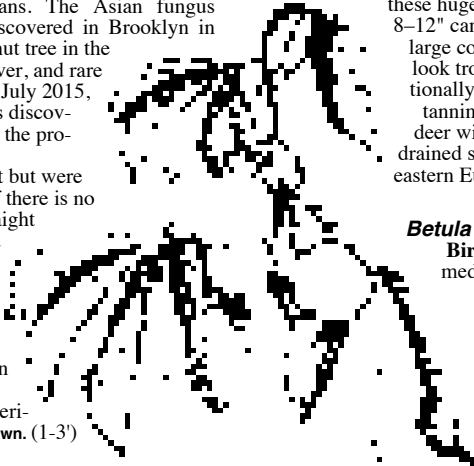 ans. The Asian fungus
scovered in Brooklyn in
nut tree in the
ver, and rare
July 2015,
s discov-
the pro-
t but were
f there is no
night
n
eri-
wn. (1-3')
these huge
8–12" can
large co
look tro
tionally
tannin
deer wi
drained s
eastern Eu
Betula
Bir
med